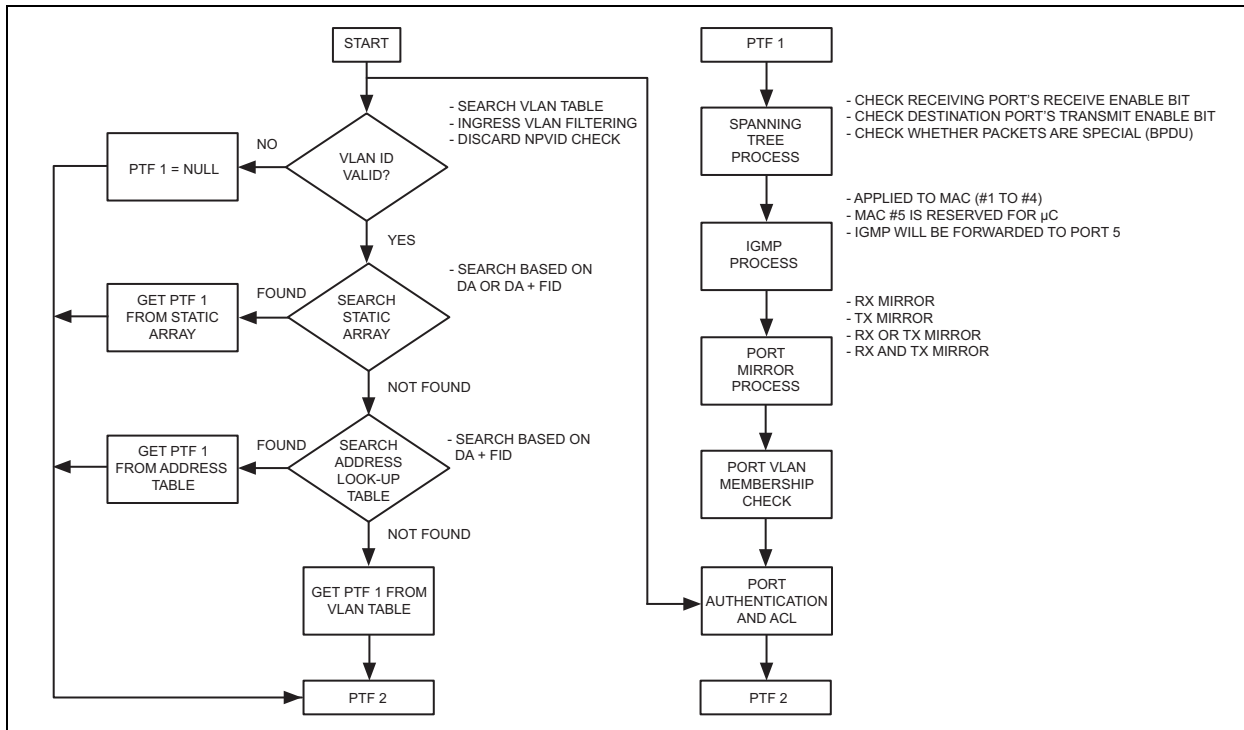 START
- SEARCH VLAN TABLE
- INGRESS VLAN FILTERING
- DISCARD NPVID CHECK
NO
VLAN ID
VALID?
PTF 1 = NULL
YES
- SEARCH BASED ON
DA OR DA + FID
FOUND
SEARCH
STATIC
ARRAY
GET PTF 1
FROM STATIC
ARRAY
NOT FOUND
- SEARCH BASED ON
DA + FID
FOUND
SEARCH
ADDRESS
LOOK-UP
TABLE
GET PTF 1
FROM ADDRESS
TABLE
NOT FOUND
GET PTF 1 FROM
VLAN TABLE
PTF 2
PTF 1
- CHECK RECEIVING PORT’S RECEIVE ENABLE BIT
- CHECK DESTINATION PORT’S TRANSMIT ENABLE BIT
- CHECK WHETHER PACKETS ARE SPECIAL (BPDU)
SPANNING
TREE
PROCESS
- APPLIED TO MAC (#1 TO #4)
- MAC #5 IS RESERVED FOR µC
- IGMP WILL BE FORWARDED TO PORT 5
IGMP
PROCESS
- RX MIRROR
- TX MIRROR
- RX OR TX MIRROR
- RX AND TX MIRROR
PORT
MIRROR
PROCESS
PORT VLAN
MEMBERSHIP
CHECK
PORT
AUTHENTICATION
AND ACL
PTF 2